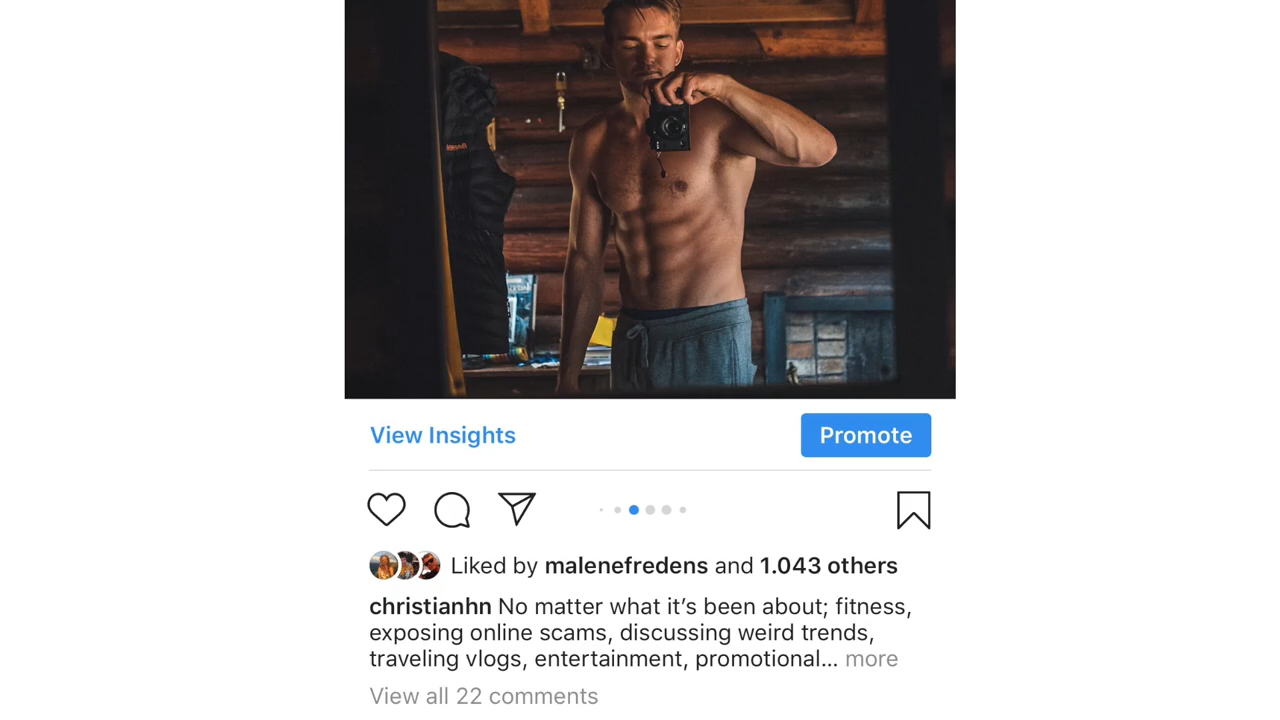 View Insights
Promote
Liked by malenefredens and 1.043 others
christianhn No matter what it's been about; fitness,
exposing online scams, discussing weird trends,
traveling vlogs, entertainment, promotional... more
View all 22 comments